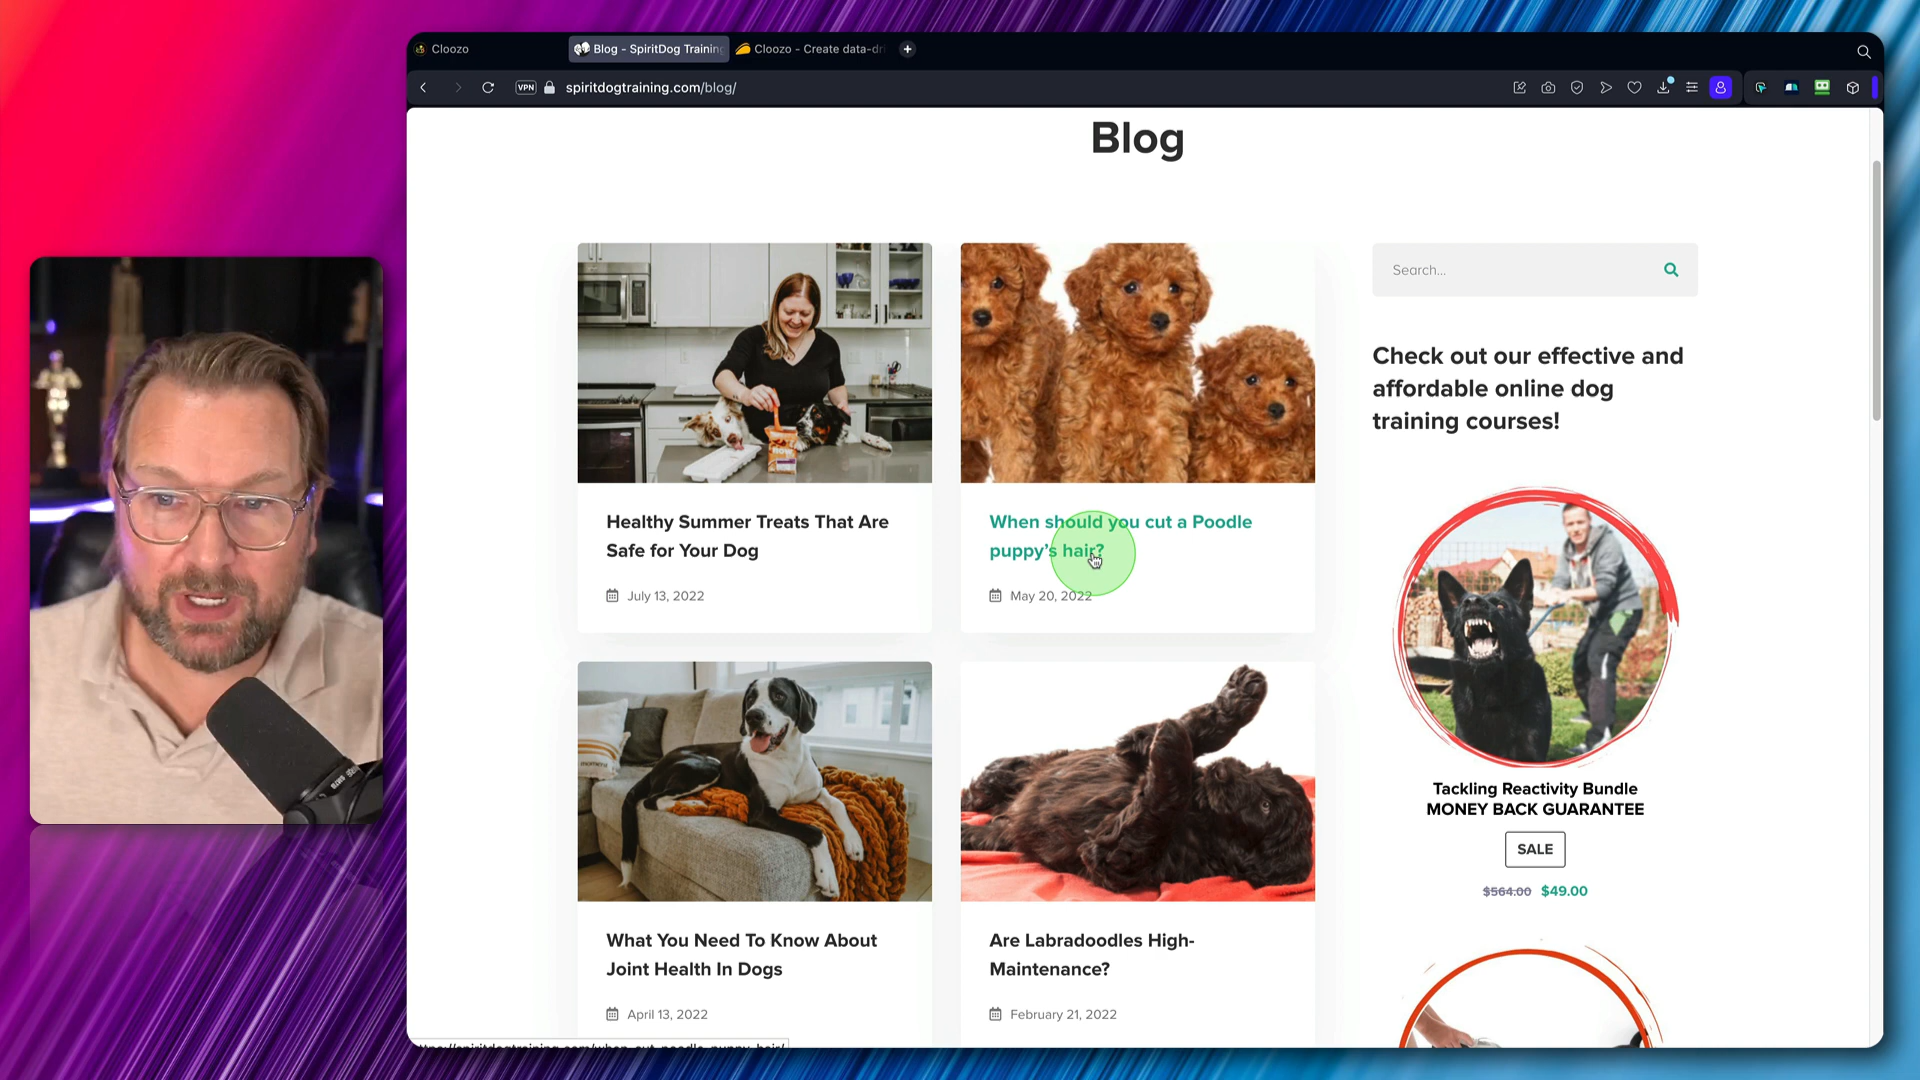 Cloozo
Blog - SpiritDog Training
Cloozo - Create data-dri
VPN
spiritdogtraining.com/blog/
Blog
Search...
Check out our effective and
affordable online dog
training courses!
Healthy Summer Treats That Are
Safe for Your Dog
July 13, 2022
When should you cut a Poodle
puppy's hair?
May 20, 2022
Tackling Reactivity Bundle
MONEY BACK GUARANTEE
SALE
$564.00 $49.00
What You Need To Know About
Joint Health In Dogs
April 13, 2022
Are Labradoodles High-
Maintenance?
February 21, 2022